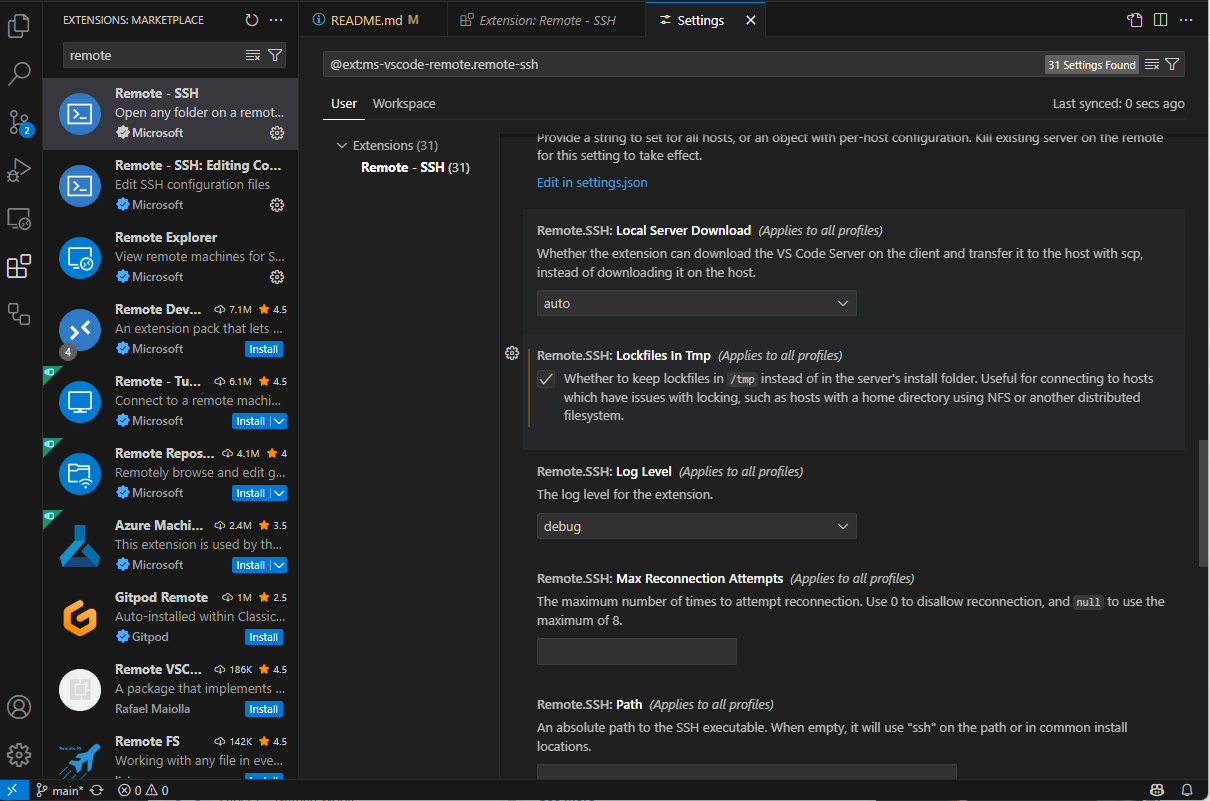 EXTENSIONS: MARKETPLACE
remote
Remote - SSH
Open any folder on a remot...
Microsoft
Remote - SSH: Editing Co...
Edit SSH configuration files
Microsoft
Remote Explorer
View remote machines for S...
Microsoft
Remote Dev... 7.1M 4.5
An extension pack that lets ...
Microsoft Install
4
Remote - Tu... 6.1M 4.5
Connect to a remote machi...
Microsoft Install
Remote Repos... 4.1M 4
Remotely browse and edit g...
Microsoft Install
Azure Machi... 2.4M 3.5
This extension is used by th...
Microsoft Install
Gitpod Remote 1M 2.5
Auto-installed within Classic...
Gitpod Install
Remote VSC... 186K 4.5
A package that implements ...
Rafael Maiolla Install
Remote FS 142K 4.5
Working with any file in eve...
2
README.md M
Extension: Remote - SSH
Settings
@ext:ms-vscode-remote.remote-ssh
31 Settings Found
User Workspace
Last synced: 0 secs ago
Extensions (31)
Remote - SSH (31)
Provide a string to set for all hosts, or an object with per-host configuration. Kill existing server on the remote
for this setting to take effect.
Edit in settings.json
Remote.SSH: Local Server Download (Applies to all profiles)
Whether the extension can download the VS Code Server on the client and transfer it to the host with scp,
instead of downloading it on the host.
auto
Remote.SSH: Lockfiles In Tmp (Applies to all profiles)
Whether to keep lockfiles in /tmp instead of in the server's install folder. Useful for connecting to hosts
which have issues with locking, such as hosts with a home directory using NFS or another distributed
filesystem.
Remote.SSH: Log Level (Applies to all profiles)
The log level for the extension.
debug
Remote.SSH: Max Reconnection Attempts (Applies to all profiles)
The maximum number of times to attempt reconnection. Use 0 to disallow reconnection, and null to use the
maximum of 8.
Remote.SSH: Path (Applies to all profiles)
An absolute path to the SSH executable. When empty, it will use "ssh" on the path or in common install
locations.
main* 0 0